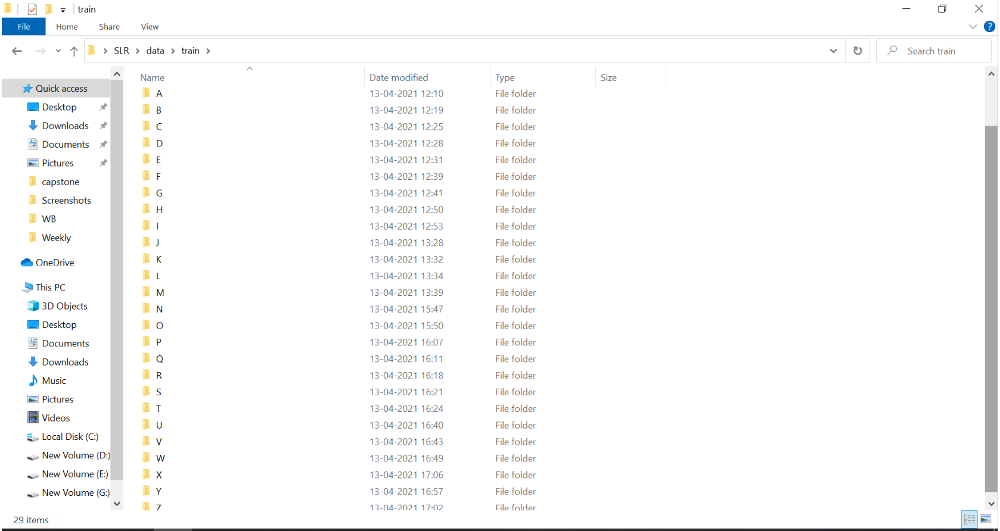 train
File Home Share View
SLR data train
Search train
Name Date modified Type Size
Quick access
Desktop
Downloads
Documents
Pictures
capstone
Screenshots
WB
Weekly
OneDrive
This PC
3D Objects
Desktop
Documents
Downloads
Music
Pictures
Videos
Local Disk (C:)
New Volume (D:)
New Volume (E:)
New Volume (G:)
A 13-04-2021 12:10 File folder
B 13-04-2021 12:19 File folder
C 13-04-2021 12:25 File folder
D 13-04-2021 12:28 File folder
E 13-04-2021 12:31 File folder
F 13-04-2021 12:39 File folder
G 13-04-2021 12:41 File folder
H 13-04-2021 12:50 File folder
I 13-04-2021 12:53 File folder
J 13-04-2021 13:28 File folder
K 13-04-2021 13:32 File folder
L 13-04-2021 13:34 File folder
M 13-04-2021 13:39 File folder
N 13-04-2021 15:47 File folder
O 13-04-2021 15:50 File folder
P 13-04-2021 16:07 File folder
Q 13-04-2021 16:11 File folder
R 13-04-2021 16:18 File folder
S 13-04-2021 16:21 File folder
T 13-04-2021 16:24 File folder
U 13-04-2021 16:40 File folder
V 13-04-2021 16:43 File folder
W 13-04-2021 16:49 File folder
X 13-04-2021 17:06 File folder
Y 13-04-2021 16:57 File folder
Z 13-04-2021 17:02 File folder
29 items